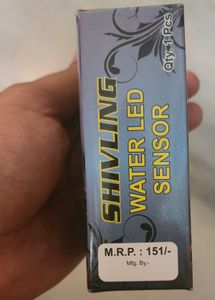 SHIVLING
WATER LED
SENSOR
Qty-1 Pcs
M.R.P. : 151/-
Mfg. By,-